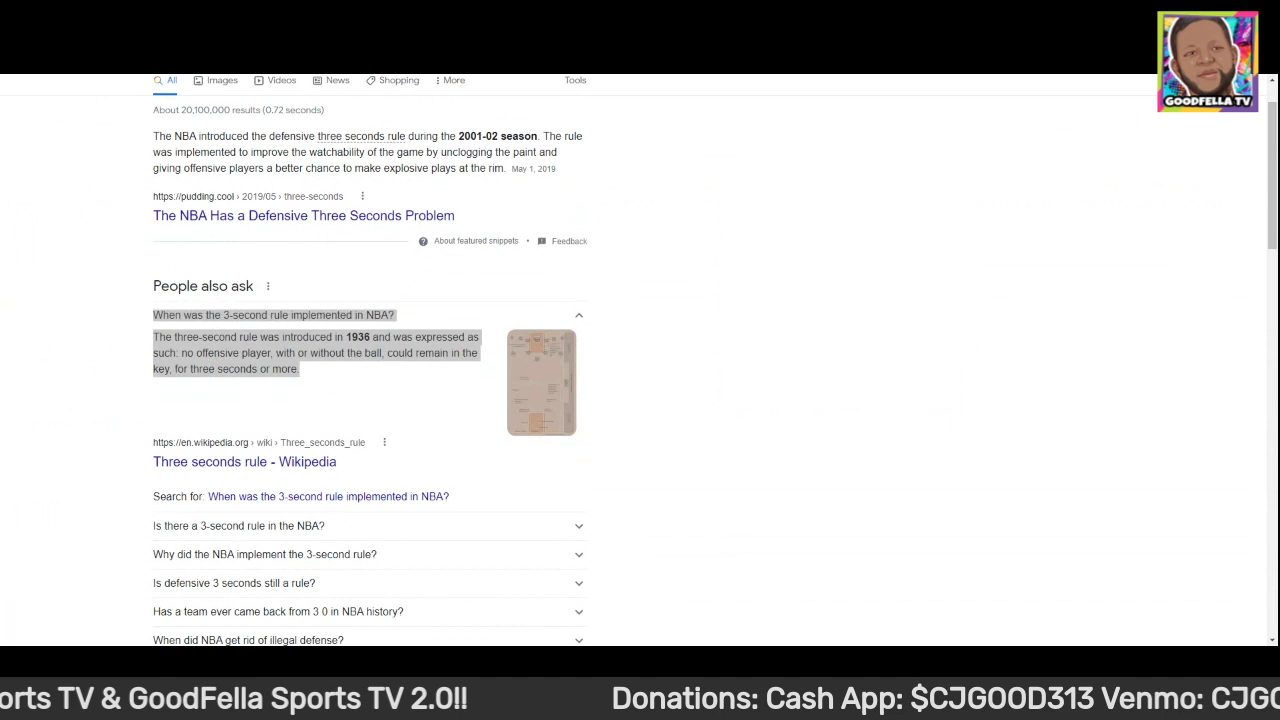 GOODFELLA TV
All Images Videos News Shopping More Tools
About 20,100,000 results (0.72 seconds)
The NBA introduced the defensive three seconds rule during the 2001-02 season. The rule
was implemented to improve the watchability of the game by unclogging the paint and
giving offensive players a better chance to make explosive plays at the rim. May 1, 2019
https://pudding.cool › 2019/05 › three-seconds
The NBA Has a Defensive Three Seconds Problem
About featured snippets • Feedback
People also ask
When was the 3-second rule implemented in NBA?
The three-second rule was introduced in 1936 and was expressed as
such: no offensive player, with or without the ball, could remain in the
key, for three seconds or more.
https://en.wikipedia.org › wiki › Three_seconds_rule
Three seconds rule - Wikipedia
Search for: When was the 3-second rule implemented in NBA?
Is there a 3-second rule in the NBA?
Why did the NBA implement the 3-second rule?
Is defensive 3 seconds still a rule?
Has a team ever came back from 3 0 in NBA history?
When did NBA get rid of illegal defense?
orts TV & GoodFella Sports TV 2.0!! Donations: Cash App: $CJGOOD313 Venmo: CJGO